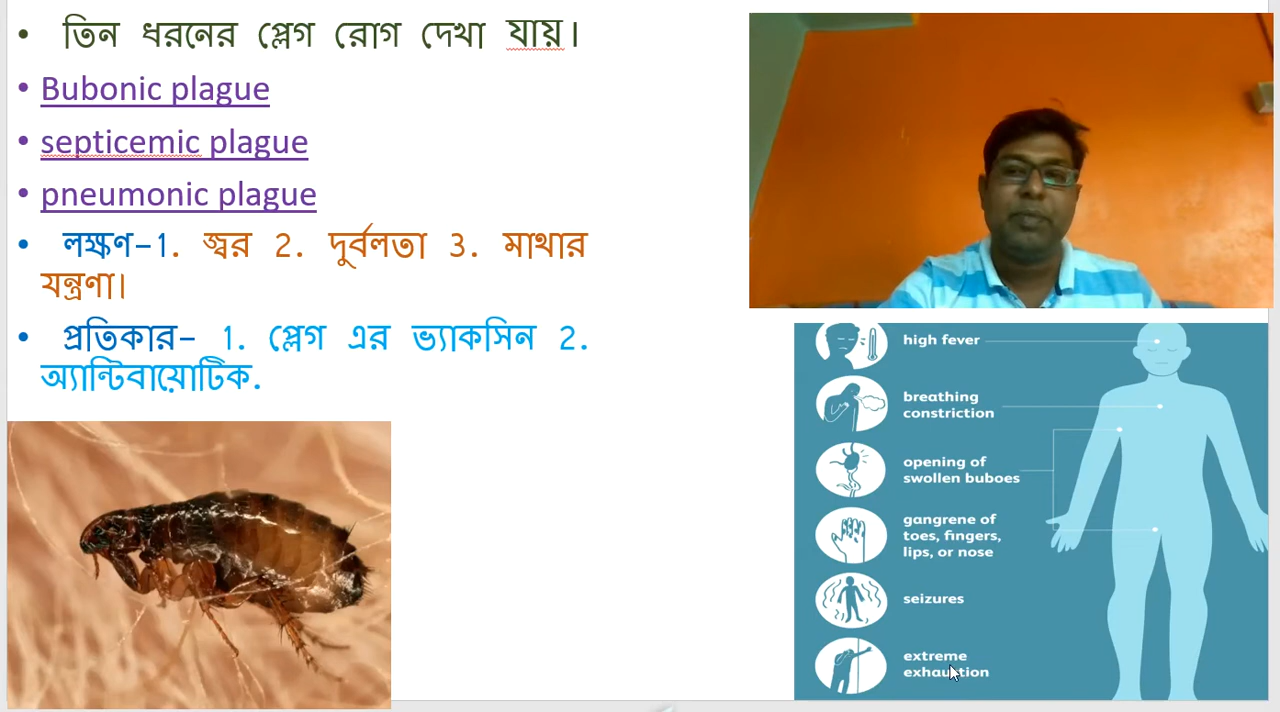 • তিন ধরনের প্লেগ রোগ দেখা যায়।
• Bubonic plague
• septicemic plague
• pneumonic plague
• লক্ষণ–1. জ্বর 2. দুর্বলতা 3. মাথার
যন্ত্রণা।
• প্রতিকার– 1. প্লেগ এর ভ্যাকসিন 2.
অ্যান্টিবায়োটিক.
high fever
breathing
constriction
opening of
swollen buboes
gangrene of
toes, fingers,
lips, or nose
seizures
extreme
exhaustion